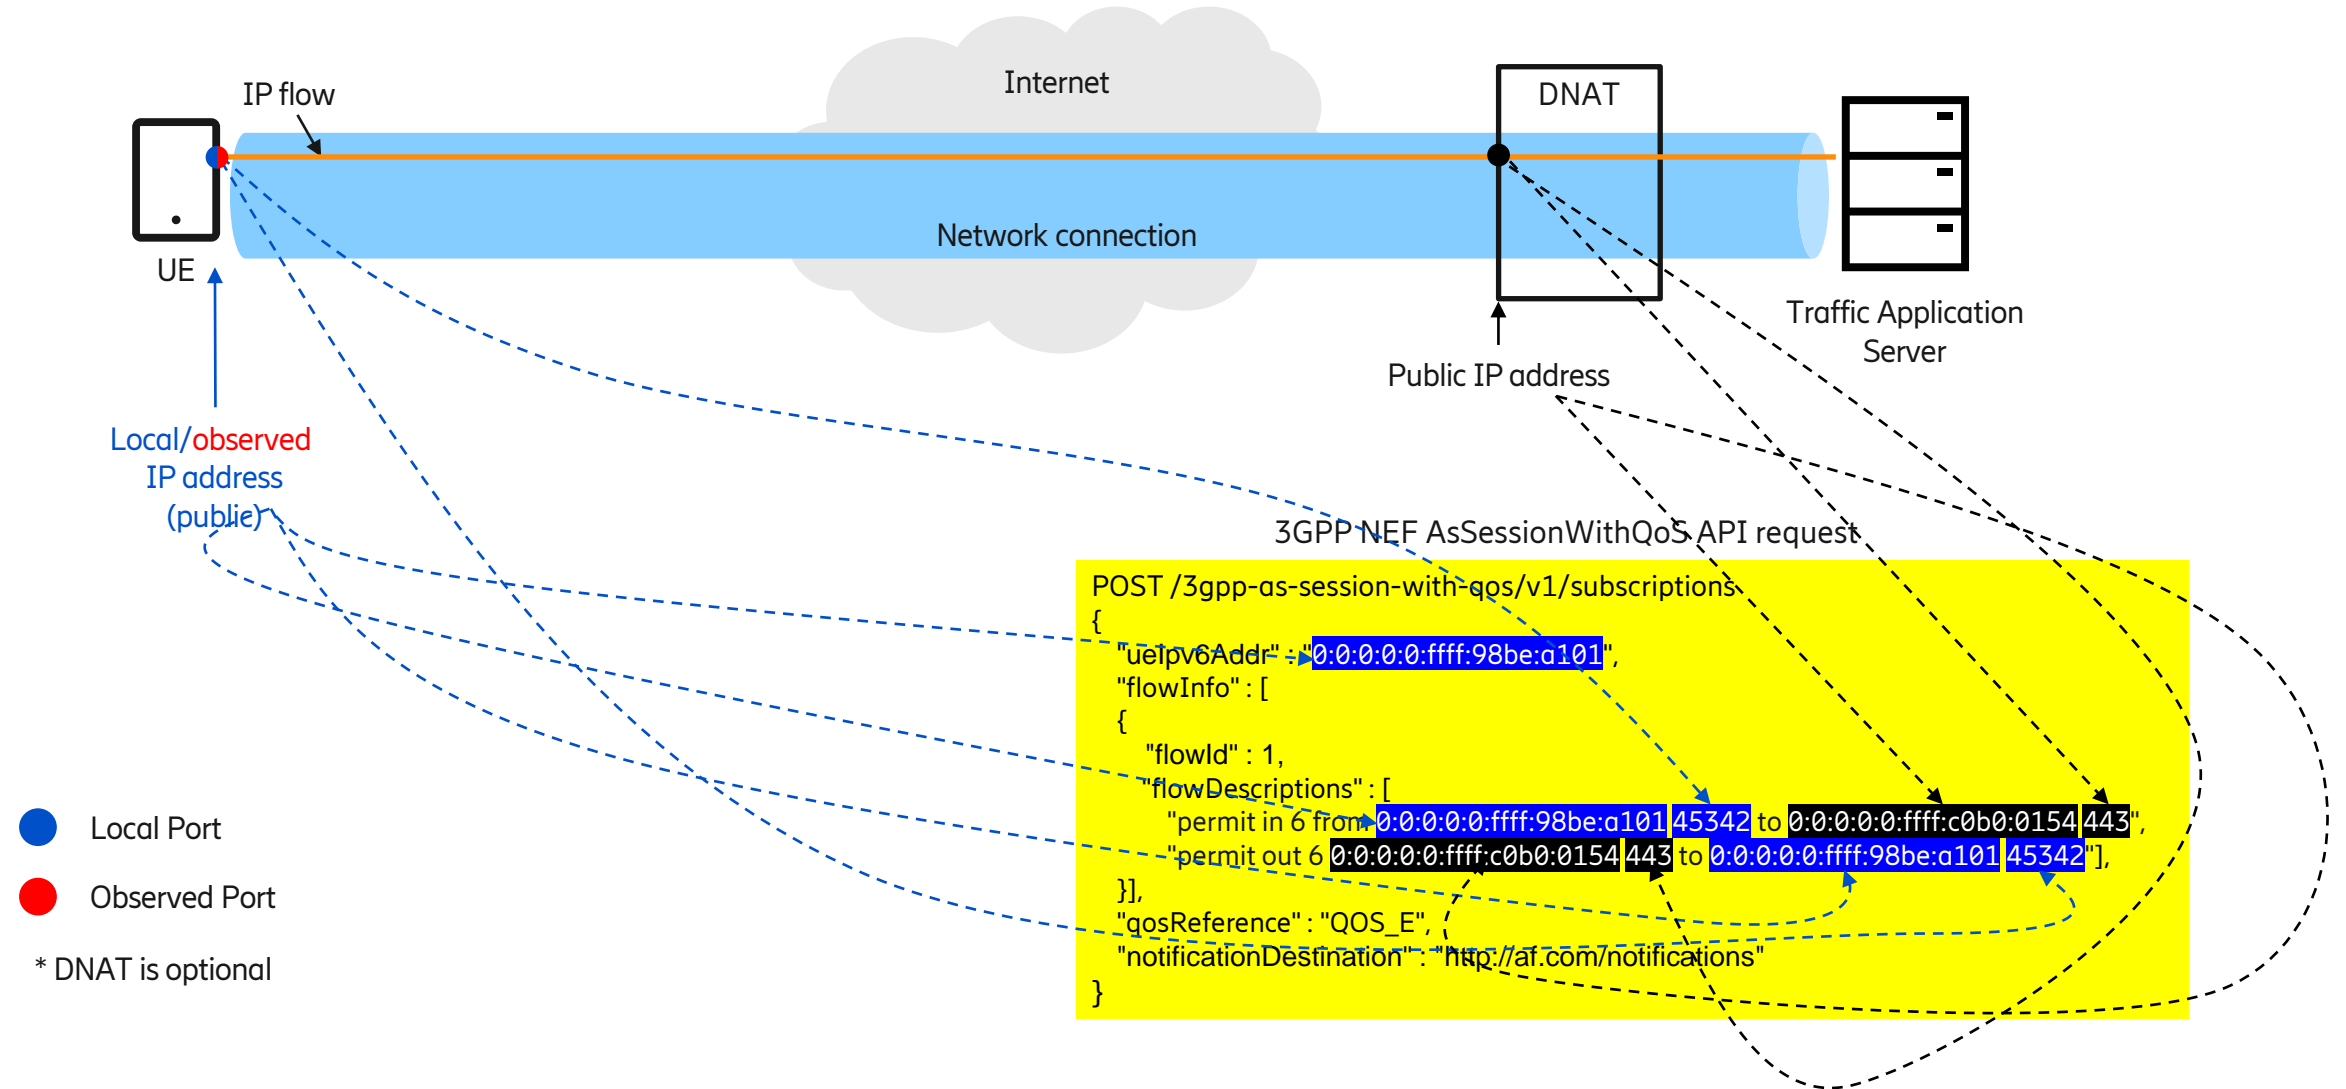 Internet
IP flow
DNAT
Network connection
UE
Traffic Application
Server
Public IP address
Local/observed
IP address
(public)
3GPP NEF AsSessionWithQoS API request
POST /3gpp-as-session-with-qos/v1/subscriptions
{
"ueIpv6Addr" : "0:0:0:0:0:ffff:98be:a101",
"flowInfo" : [
{
"flowId" : 1,
"flowDescriptions" : [
"permit in 6 from 0:0:0:0:0:ffff:98be:a101 45342 to 0:0:0:0:0:ffff:c0b0:0154 443",
"permit out 6 0:0:0:0:0:ffff:c0b0:0154 443 to 0:0:0:0:0:ffff:98be:a101 45342"],
}],
"qosReference" : "QOS_E",
"notificationDestination" : "http://af.com/notifications"
}
Local Port
Observed Port
* DNAT is optional